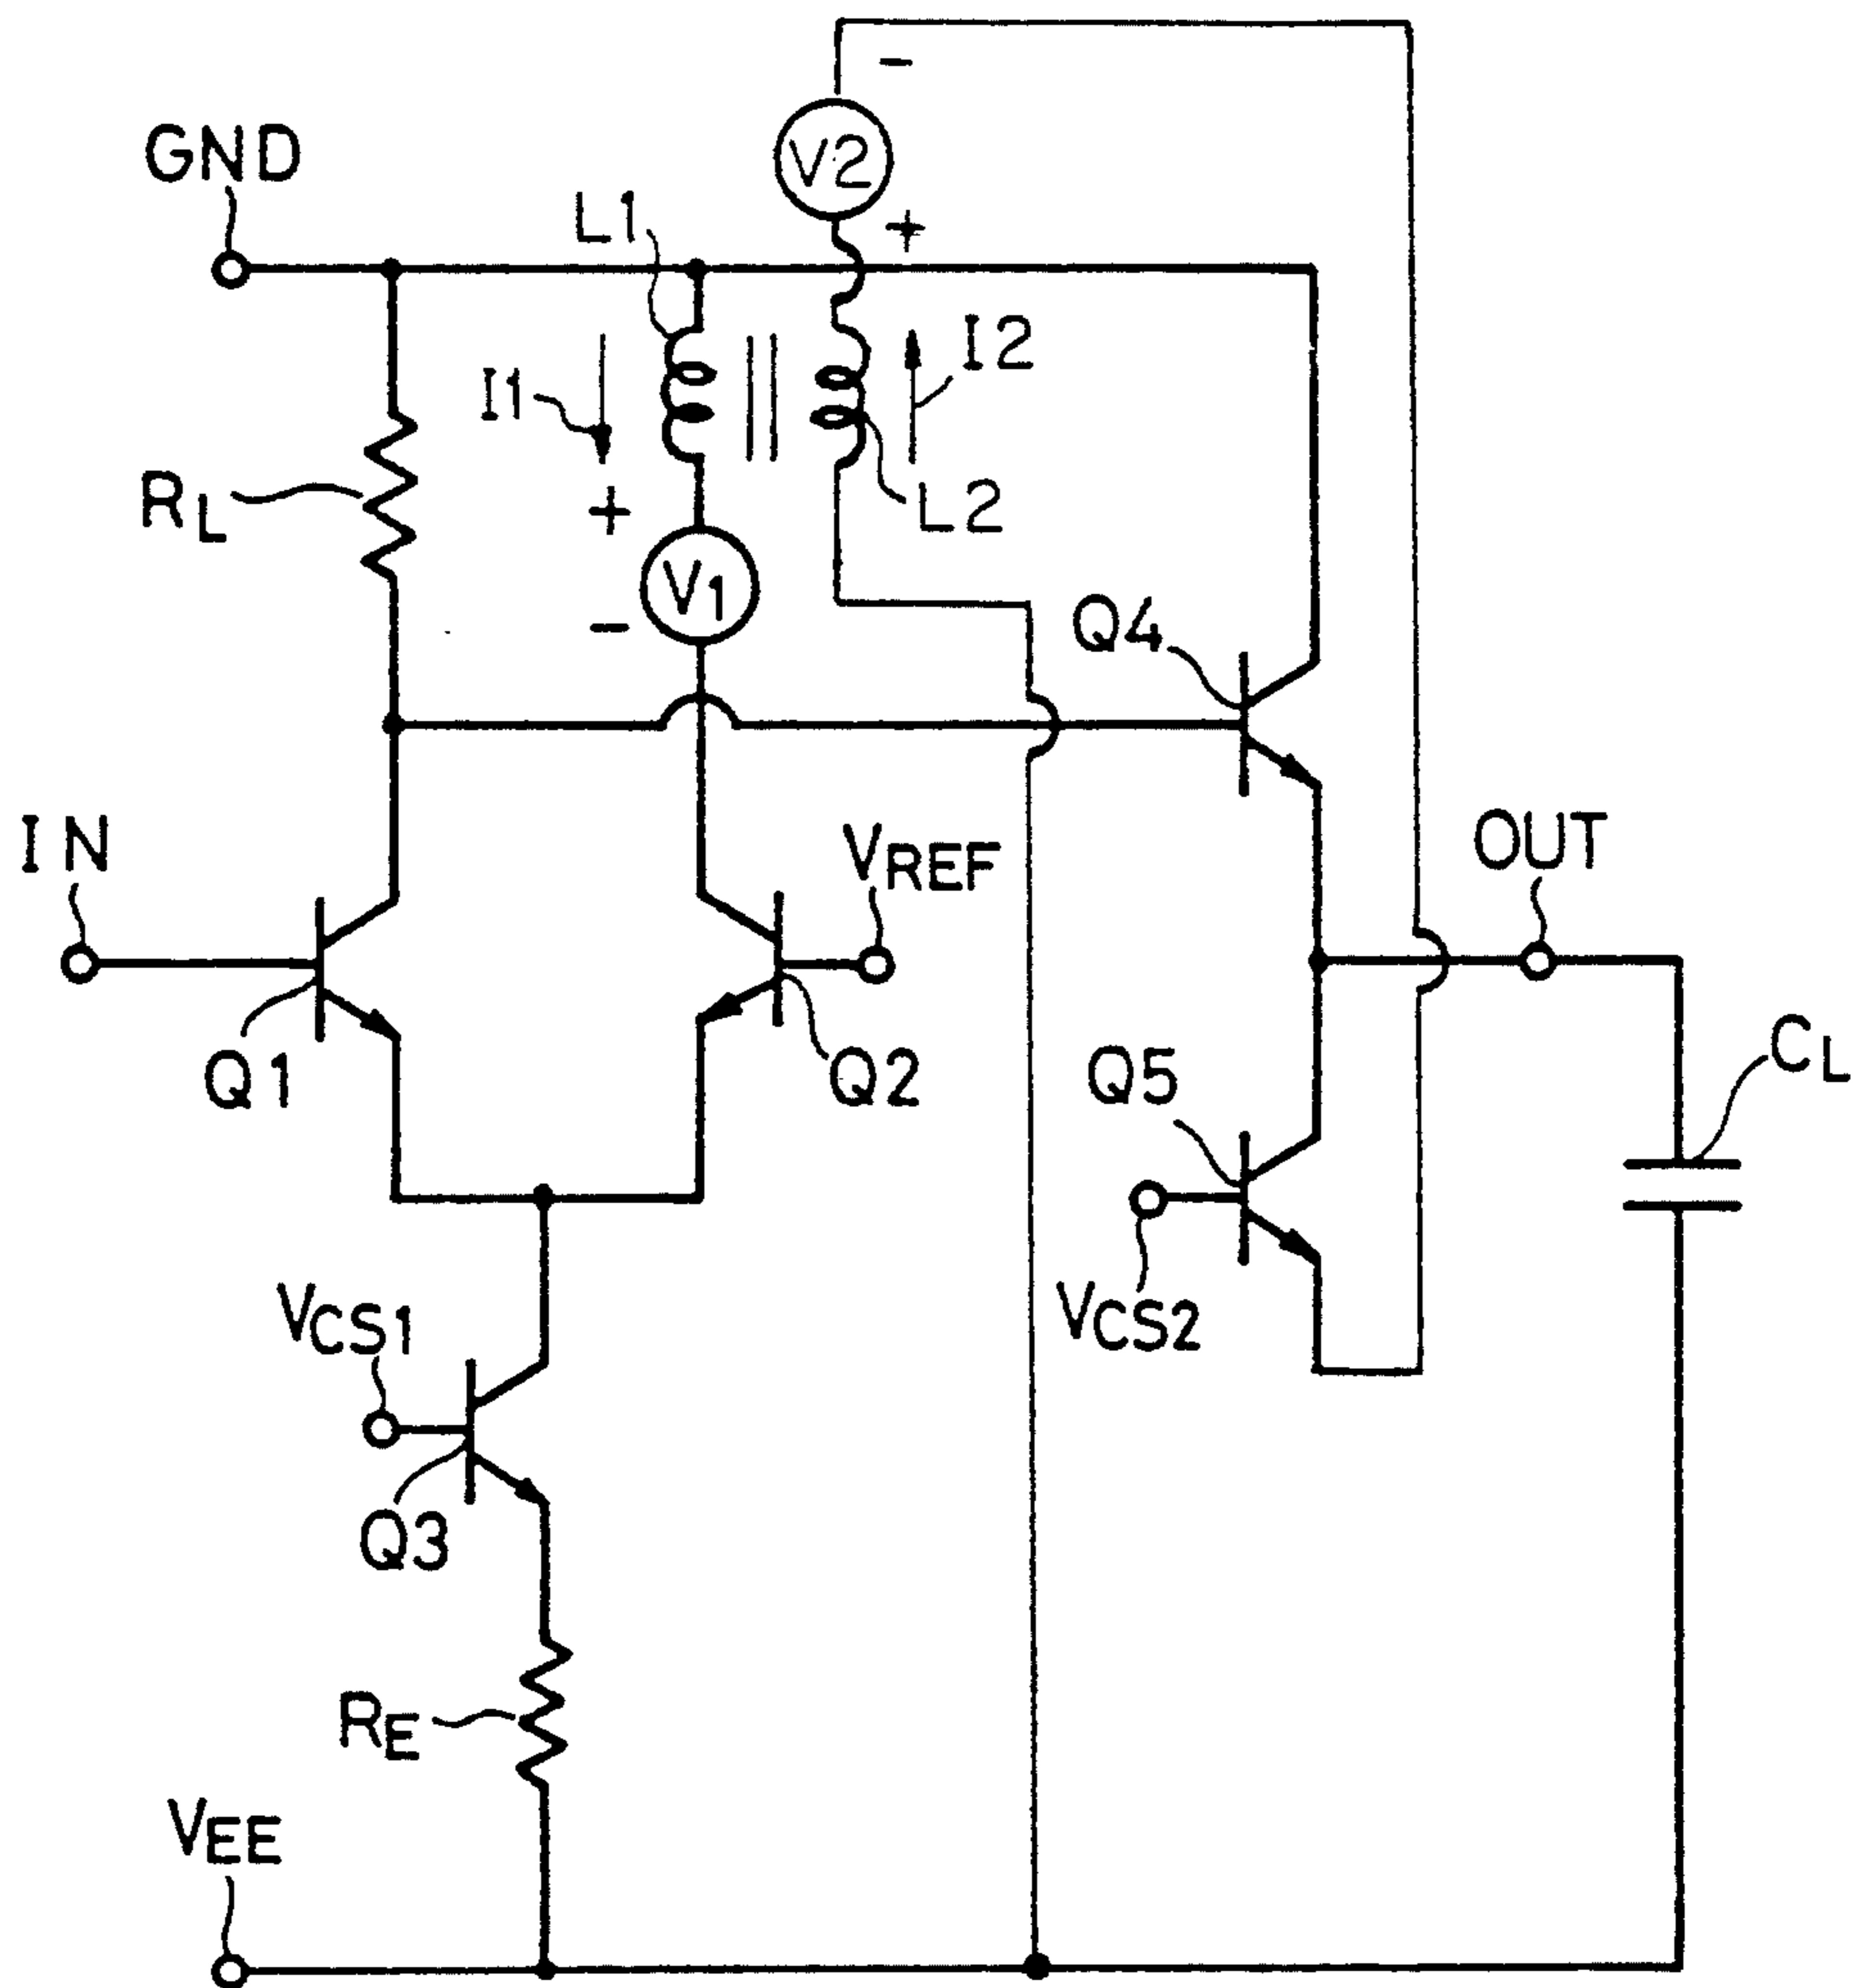 -
GND
V2
L1
+
I2
I1
RL
+
L2
V1
-
Q4
IN
VREF
OUT
Q1
Q2
Q5
CL
VCS1
VCS2
Q3
RE
VEE